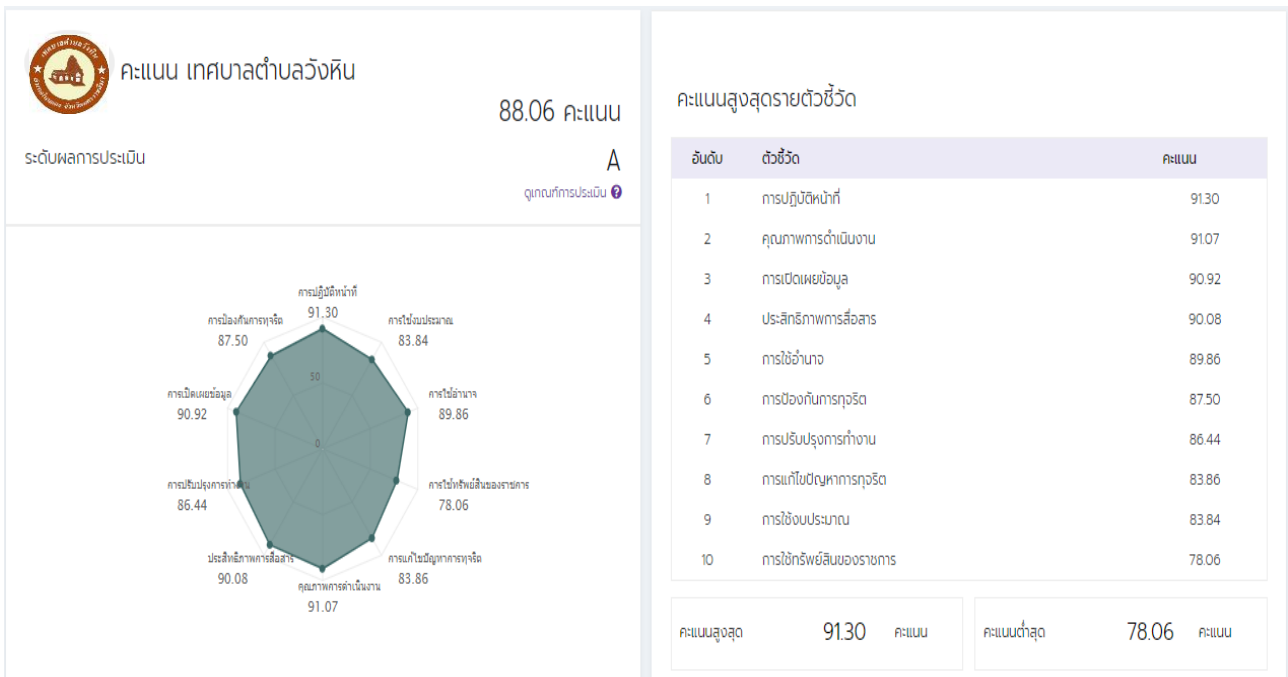 คะแนน เทศบาลตำบลวังหิน
88.06 คะแนน
ระดับผลการประเมิน
A
ดูเกณฑ์การประเมิน ?
การปฏิบัติหน้าที่
91.30
การป้องกันการทุจริต
87.50
การใช้งบประมาณ
83.84
50
การเปิดเผยข้อมูล
90.92
การใช้อำนาจ
89.86
0
การปรับปรุงการทำงาน
86.44
การใช้ทรัพย์สินของราชการ
78.06
ประสิทธิภาพการสื่อสาร
90.08
การแก้ไขปัญหาการทุจริต
83.86
คุณภาพการดำเนินงาน
91.07
คะแนนสูงสุดรายตัวชี้วัด
อันดับ ตัวชี้วัด คะแนน
1 การปฏิบัติหน้าที่ 91.30
2 คุณภาพการดำเนินงาน 91.07
3 การเปิดเผยข้อมูล 90.92
4 ประสิทธิภาพการสื่อสาร 90.08
5 การใช้อำนาจ 89.86
6 การป้องกันการทุจริต 87.50
7 การปรับปรุงการทำงาน 86.44
8 การแก้ไขปัญหาการทุจริต 83.86
9 การใช้งบประมาณ 83.84
10 การใช้ทรัพย์สินของราชการ 78.06
คะแนนสูงสุด 91.30 คะแนน
คะแนนต่ำสุด 78.06 คะแนน